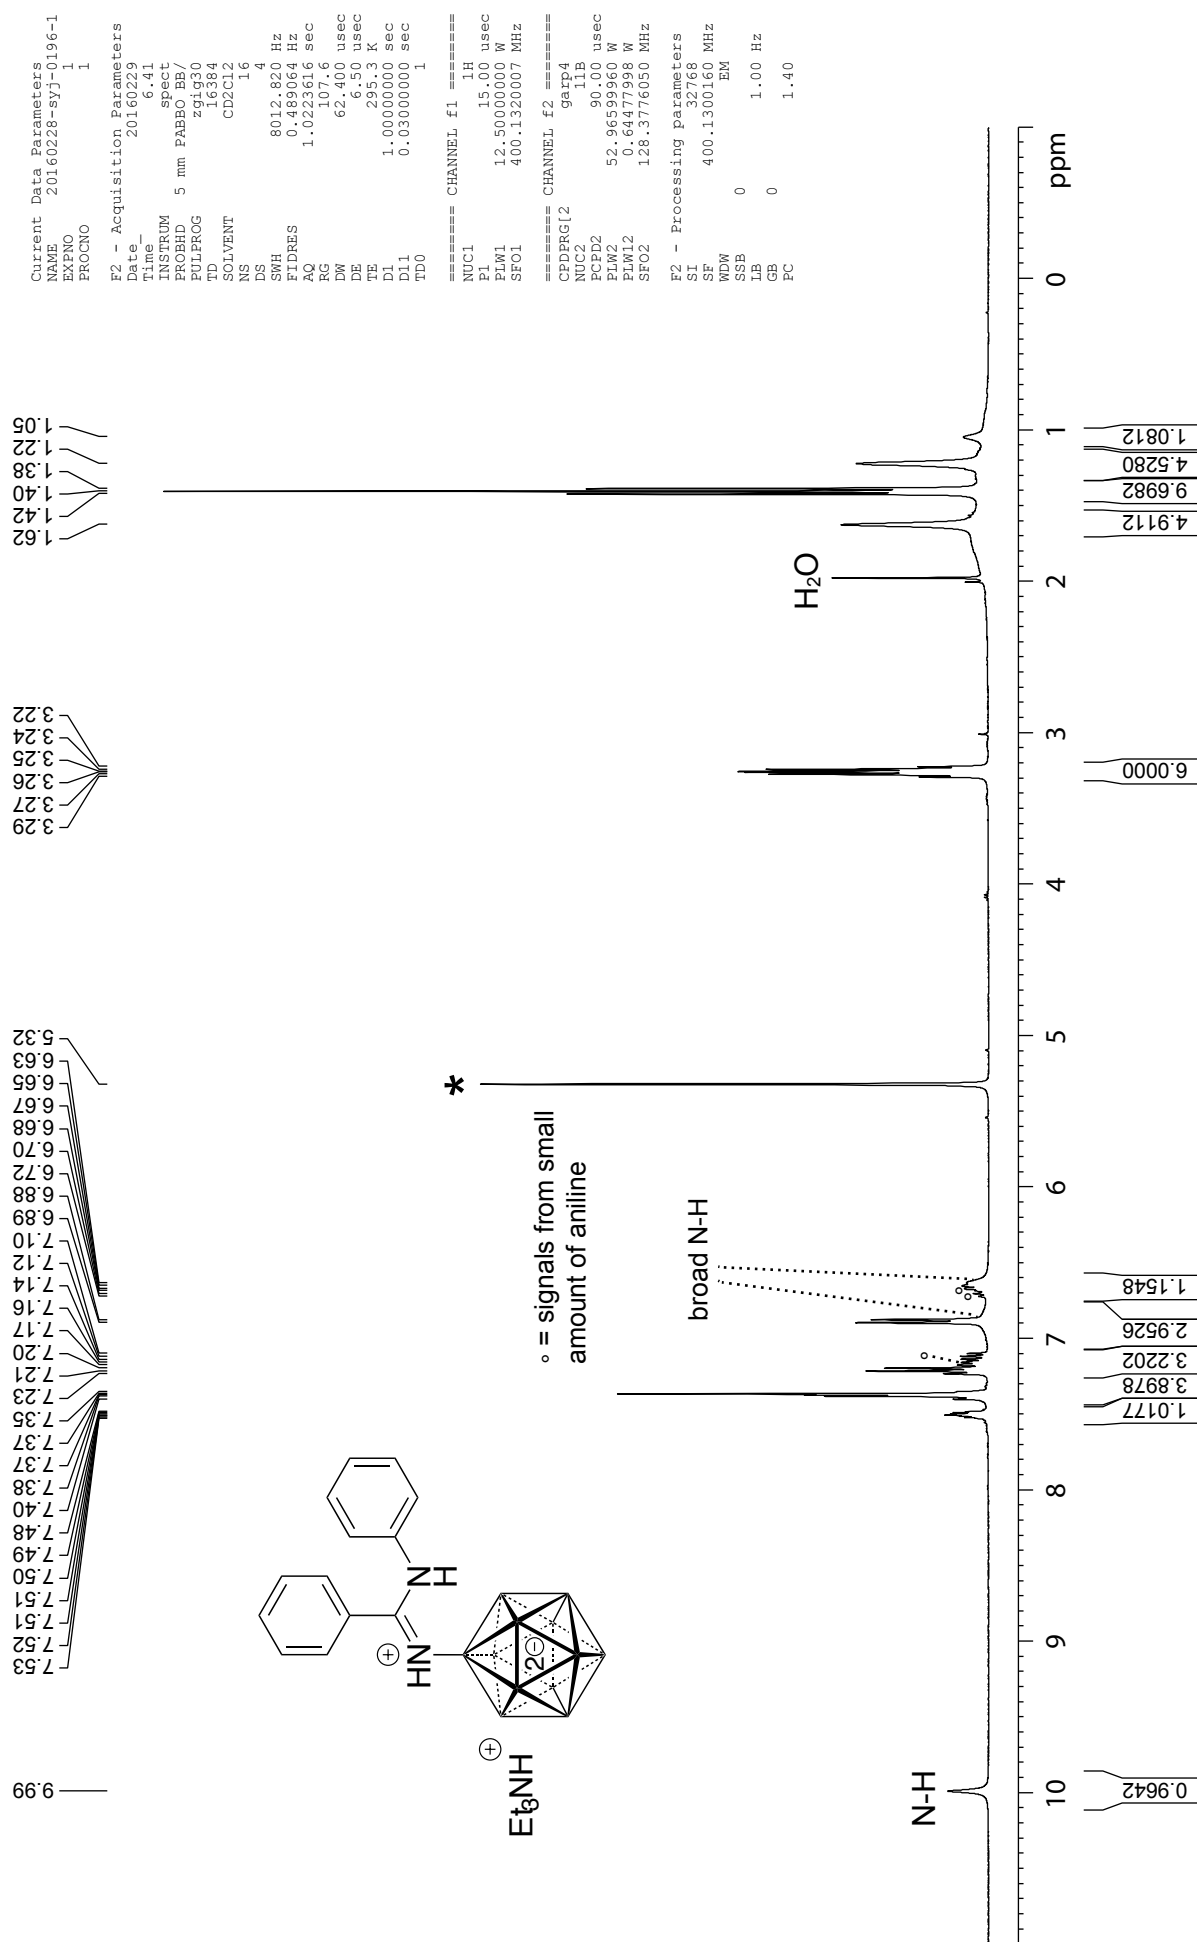 Current Data Parameters
NAME 20160228-syj-0196-1
EXPNO 1
PROCNO 1
F2 - Acquisition Parameters
Date_ 20160229
Time 6.41
INSTRUM spect
PROBHD 5 mm PABBO BB/
PULPROG zgig30
TD 16384
SOLVENT CD2Cl2
NS 16
DS 4
SWH 8012.820 Hz
FIDRES 0.489064 Hz
AQ 1.0223616 sec
RG 107.6
DW 62.400 usec
DE 6.50 usec
TE 295.3 K
D1 1.00000000 sec
D11 0.03000000 sec
TD0 1
======== CHANNEL f1 ========
NUC1 1H
P1 15.00 usec
PLW1 12.50000000 W
SFO1 400.1320007 MHz
======== CHANNEL f2 ========
CPDPRG[2 garp4
NUC2 11B
PCPD2 90.00 usec
PLW2 52.96599960 W
PLW12 0.64477998 W
SFO2 128.3776050 MHz
F2 - Processing parameters
SI 32768
SF 400.1300160 MHz
WDW EM
SSB 0
LB 1.00 Hz
GB 0
PC 1.40
9.99
7.53
7.52
7.51
7.51
7.50
7.49
7.48
7.40
7.38
7.37
7.37
7.35
7.23
7.21
7.20
7.17
7.16
7.14
7.12
7.10
6.89
6.88
6.72
6.70
6.68
6.67
6.65
6.63
5.32
3.29
3.27
3.26
3.25
3.24
3.22
1.62
1.42
1.40
1.38
1.22
1.05
HN
⊕
N
H
2⊖
⊕
Et3NH
*
∘ = signals from small
amount of aniline
broad N-H
N-H
∘
∘
∘
H2O
10 9 8 7 6 5 4 3 2 1 0 ppm
0.9642
1.0177
3.8978
3.2202
2.9526
1.1548
6.0000
4.9112
9.6982
4.5280
1.0812